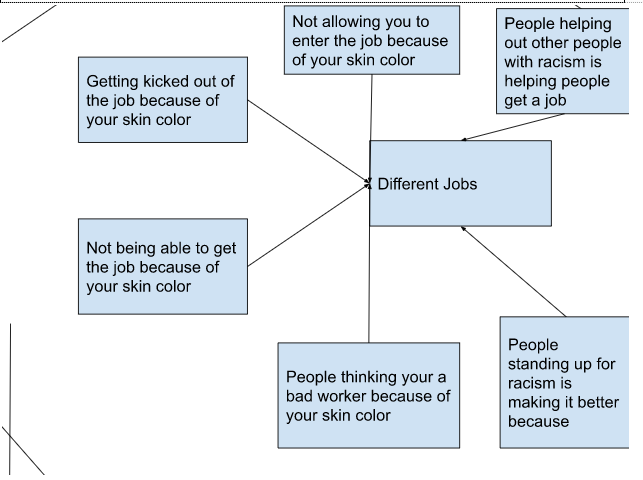 Not allowing you to
enter the job because
of your skin color
People helping
out other people
with racism is
helping people
get a job
Getting kicked out of
the job because of
your skin color
Different Jobs
Not being able to get
the job because of
your skin color
People thinking your a
bad worker because of
your skin color
People
standing up for
racism is
making it better
because